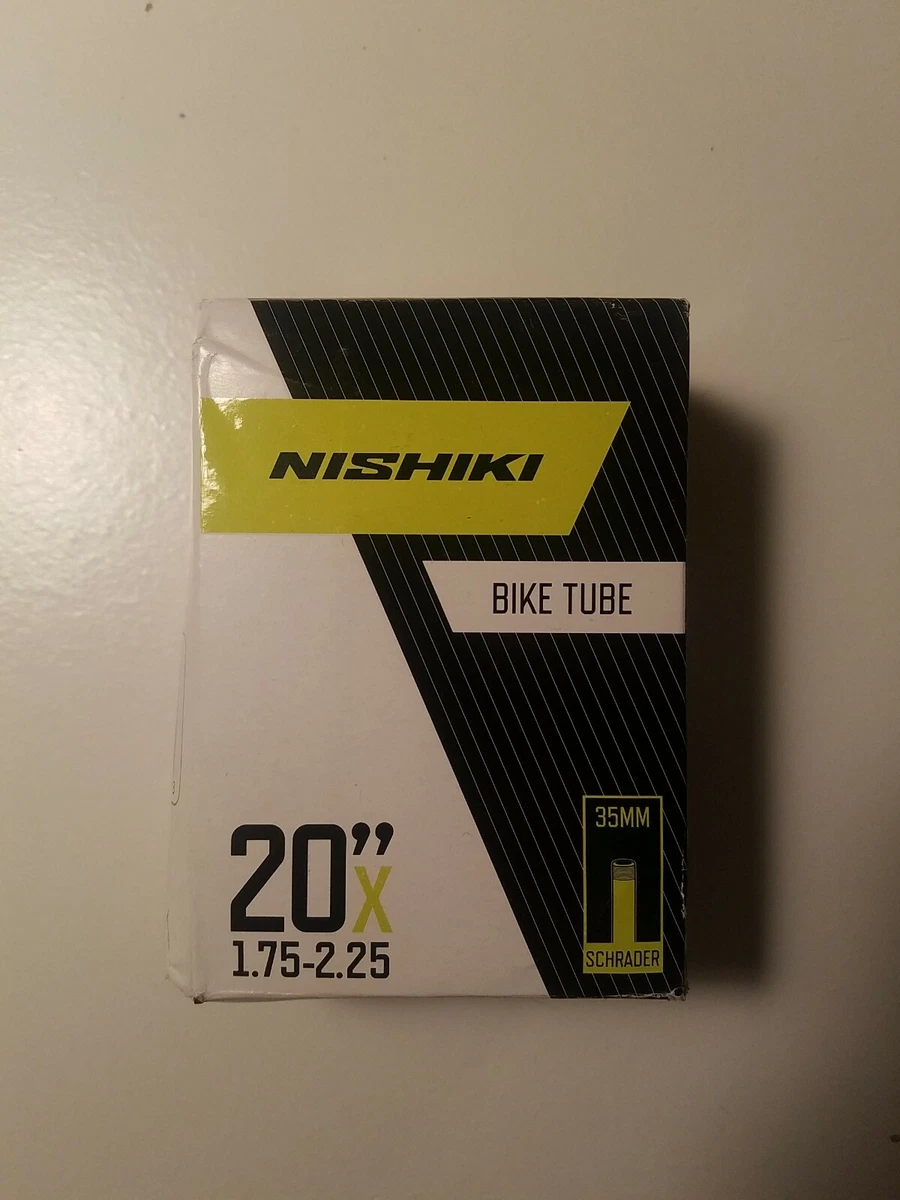 NISHIKI
BIKE TUBE
35MM
20”X
1.75-2.25
SCHRADER